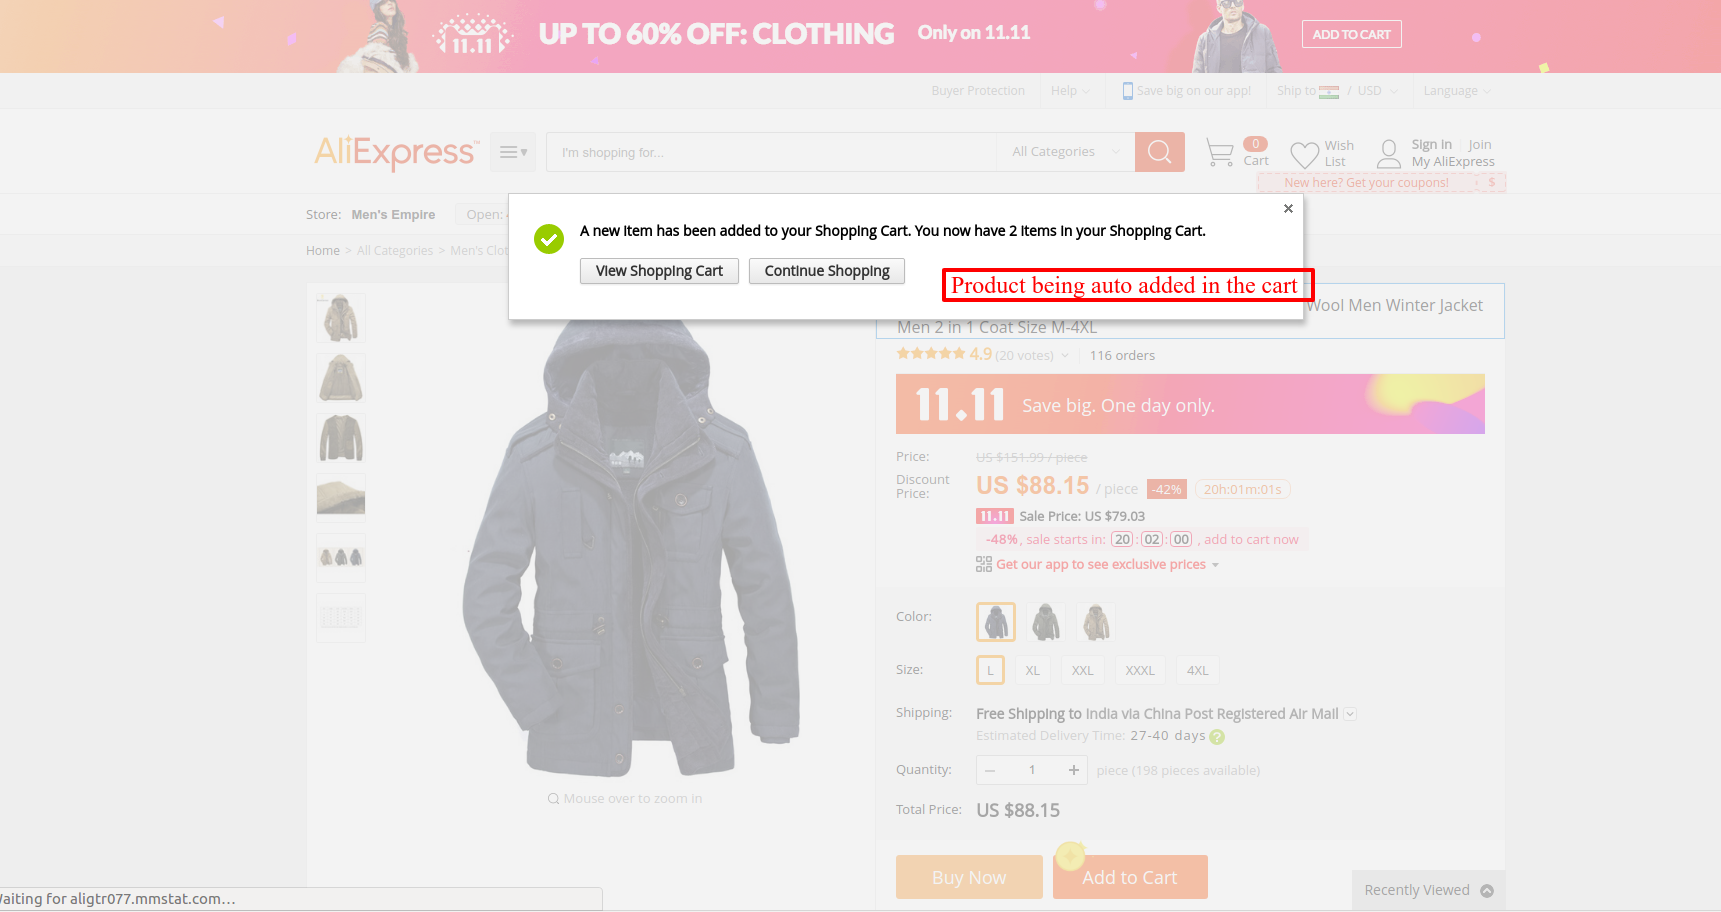 11.11
UP TO 60% OFF: CLOTHING
Only on 11.11
ADD TO CART
Buyer Protection
Help
Save big on our app!
Ship to / USD
Language
AliExpress™
I'm shopping for...
All Categories
0
Cart
Wish
List
Sign In
Join
My AliExpress
New here? Get your coupons!
$
Store: Men's Empire
Open:
Home > All Categories > Men's Clot
×
A new item has been added to your Shopping Cart. You now have 2 items in your Shopping Cart.
View Shopping Cart
Continue Shopping
Product being auto added in the cart
Wool Men Winter Jacket
Men 2 in 1 Coat Size M-4XL
4.9 (20 votes)
116 orders
11.11 Save big. One day only.
Price: US $151.99 / piece
Discount
Price:
US $88.15 / piece -42% 20h:01m:01s
11.11 Sale Price: US $79.03
-48% , sale starts in: 20 : 02 : 00 , add to cart now
Get our app to see exclusive prices
Color:
Size: L XL XXL XXXL 4XL
Shipping: Free Shipping to India via China Post Registered Air Mail
Estimated Delivery Time: 27-40 days ?
Quantity: − 1 + piece (198 pieces available)
Mouse over to zoom in
Total Price: US $88.15
Buy Now
Add to Cart
Recently Viewed
aiting for aligtr077.mmstat.com...